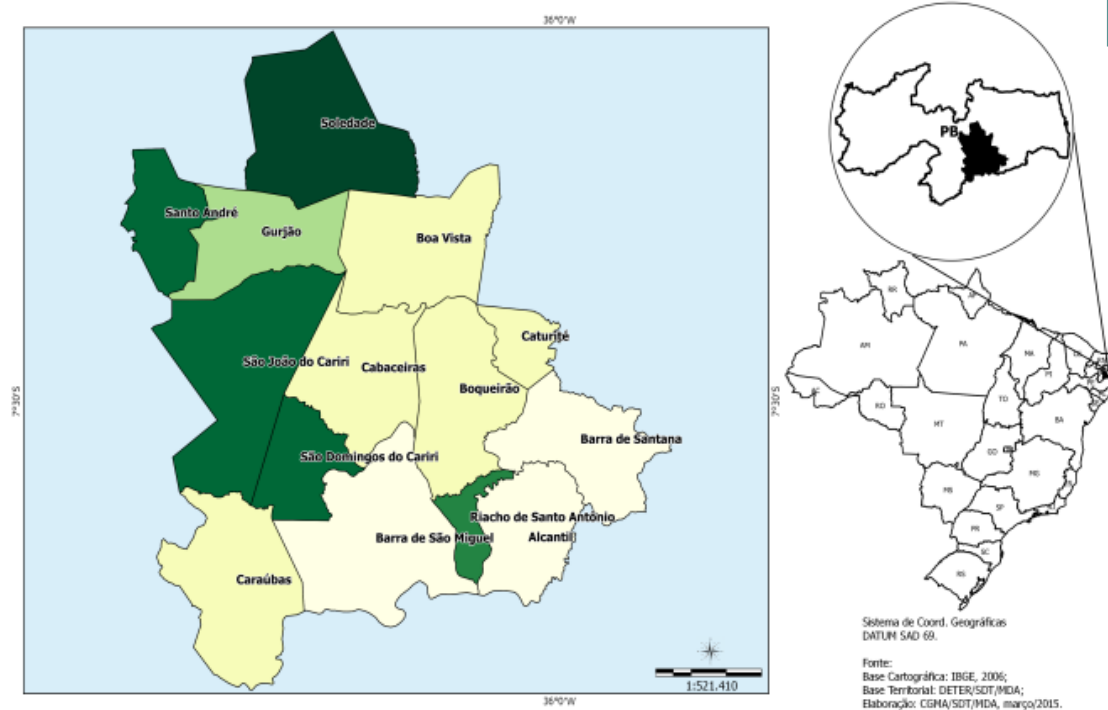 36°0'W
Soledade
Santo André
Gurjão
Boa Vista
São João do Cariri
Cabaceiras
Caturité
Boqueirão
Barra de Santana
São Domingos do Cariri
Riacho de Santo Antônio
Barra de São Miguel
Alcantil
Caraúbas
7°30'S
7°30'S
1:521.410
36°0'W
PB
RR
AP
AM
PA
MA
PI
AC
RO
TO
MT
BA
GO
MG
MS
SP
PR
SC
RS
Sistema de Coord. Geográficas
DATUM SAD 69.
Fonte:
Base Cartográfica: IBGE, 2006;
Base Territorial: DETER/SDT/MDA;
Elaboração: CGMA/SDT/MDA, março/2015.